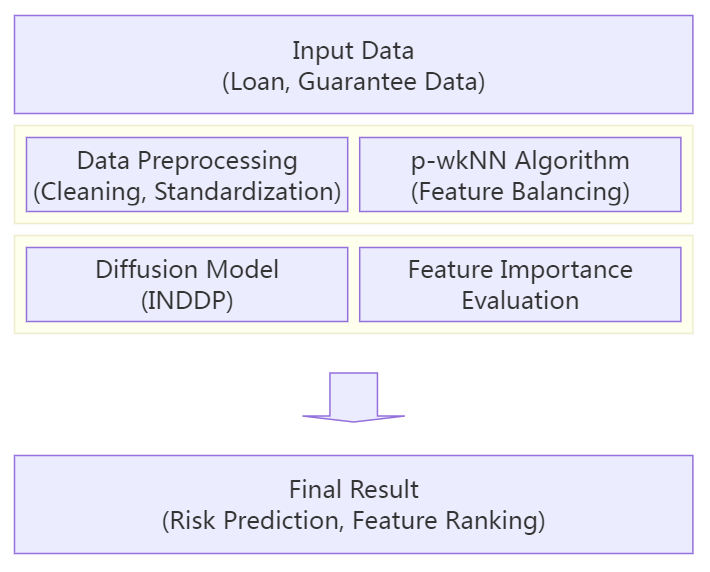 Input Data
(Loan, Guarantee Data)
Data Preprocessing
(Cleaning, Standardization)
p-wkNN Algorithm
(Feature Balancing)
Diffusion Model
(INDDP)
Feature Importance
Evaluation
Final Result
(Risk Prediction, Feature Ranking)